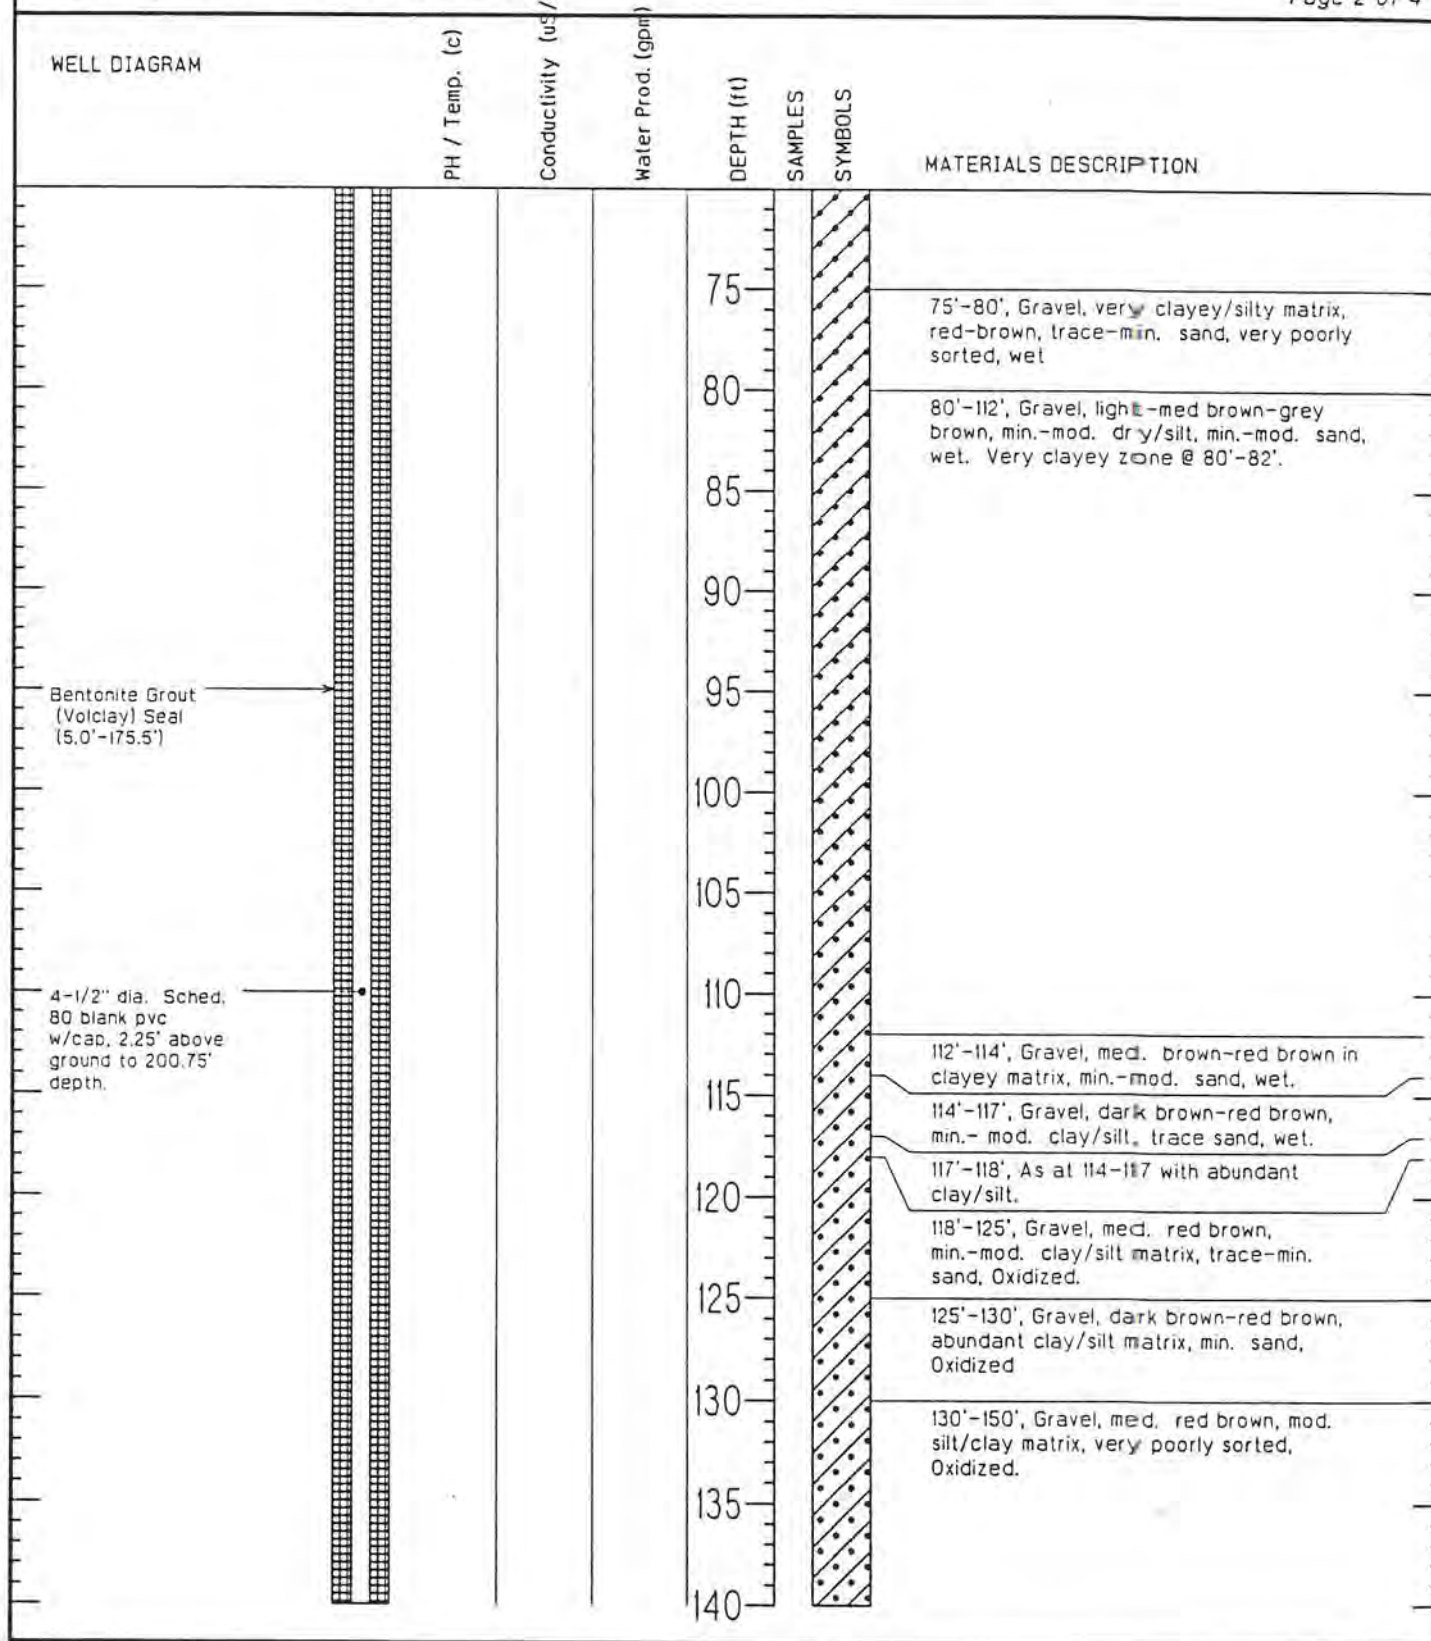 Page 2 of 4
WELL DIAGRAM
PH / Temp. (c)
Conductivity (uS/
Water Prod. (gpm)
DEPTH (ft)
SAMPLES
SYMBOLS
MATERIALS DESCRIPTION
75
75'-80', Gravel, very clayey/silty matrix,
red-brown, trace-min. sand, very poorly
sorted, wet
80
80'-112', Gravel, light-med brown-grey
brown, min.-mod. dry/silt, min.-mod. sand,
wet. Very clayey zone @ 80'-82'.
85
90
Bentonite Grout
(Volclay) Seal
(5.0'-175.5')
95
100
105
4-1/2" dia. Sched.
80 blank pvc
w/cap, 2.25' above
ground to 200.75'
depth.
110
112'-114', Gravel, med. brown-red brown in
clayey matrix, min.-mod. sand, wet.
115
114'-117', Gravel, dark brown-red brown,
min.- mod. clay/silt, trace sand, wet.
117'-118', As at 114-117 with abundant
clay/silt.
120
118'-125', Gravel, med. red brown,
min.-mod. clay/silt matrix, trace-min.
sand, Oxidized.
125
125'-130', Gravel, dark brown-red brown,
abundant clay/silt matrix, min. sand,
Oxidized
130
130'-150', Gravel, med. red brown, mod.
silt/clay matrix, very poorly sorted,
Oxidized.
135
140